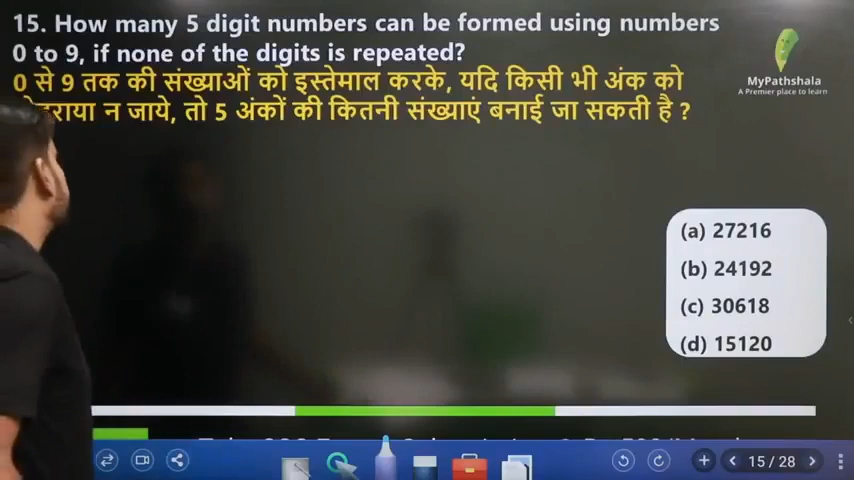 15. How many 5 digit numbers can be formed using numbers
0 to 9, if none of the digits is repeated?
0 से 9 तक की संख्याओं को इस्तेमाल करके, यदि किसी भी अंक को
न जाये, तो 5 अंकों की कितनी संख्याएं बनाई जा सकती है ?
MyPathshala
A Premier place to learn
(a) 27216
(b) 24192
(c) 30618
(d) 15120
15 / 28